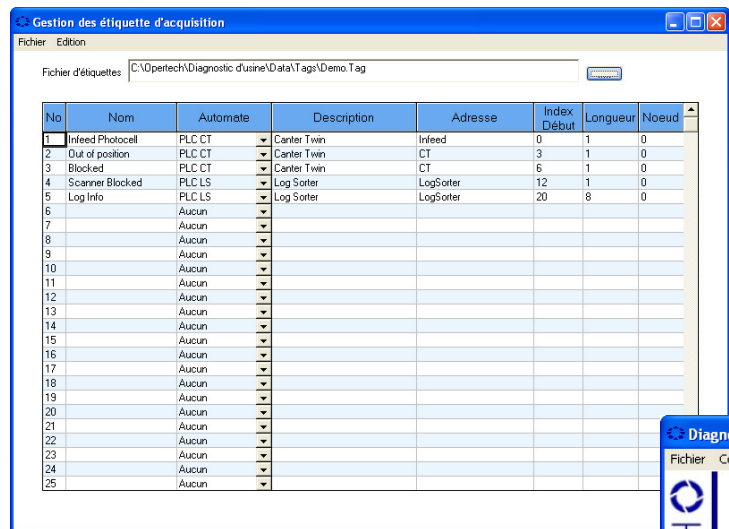 Gestion des étiquette d'acquisition
Fichier Edition
Fichier d'étiquettes C:\Opertech\Diagnostic d'usine\Data\Tags\Demo.Tag
No Nom Automate Description Adresse Index Début Longueur Noeud
1 Infeed Photocell PLC CT Canter Twin Infeed 0 1 0
2 Out of position PLC CT Canter Twin CT 3 1 0
3 Blocked PLC CT Canter Twin CT 6 1 0
4 Scanner Blocked PLC LS Log Sorter LogSorter 12 1 0
5 Log Info PLC LS Log Sorter LogSorter 20 8 0
6 Aucun
7 Aucun
8 Aucun
9 Aucun
10 Aucun
11 Aucun
12 Aucun
13 Aucun
14 Aucun
15 Aucun
16 Aucun
17 Aucun
18 Aucun
19 Aucun
20 Aucun
21 Aucun
22 Aucun
23 Aucun
24 Aucun
25 Aucun
Diagn
Fichier C